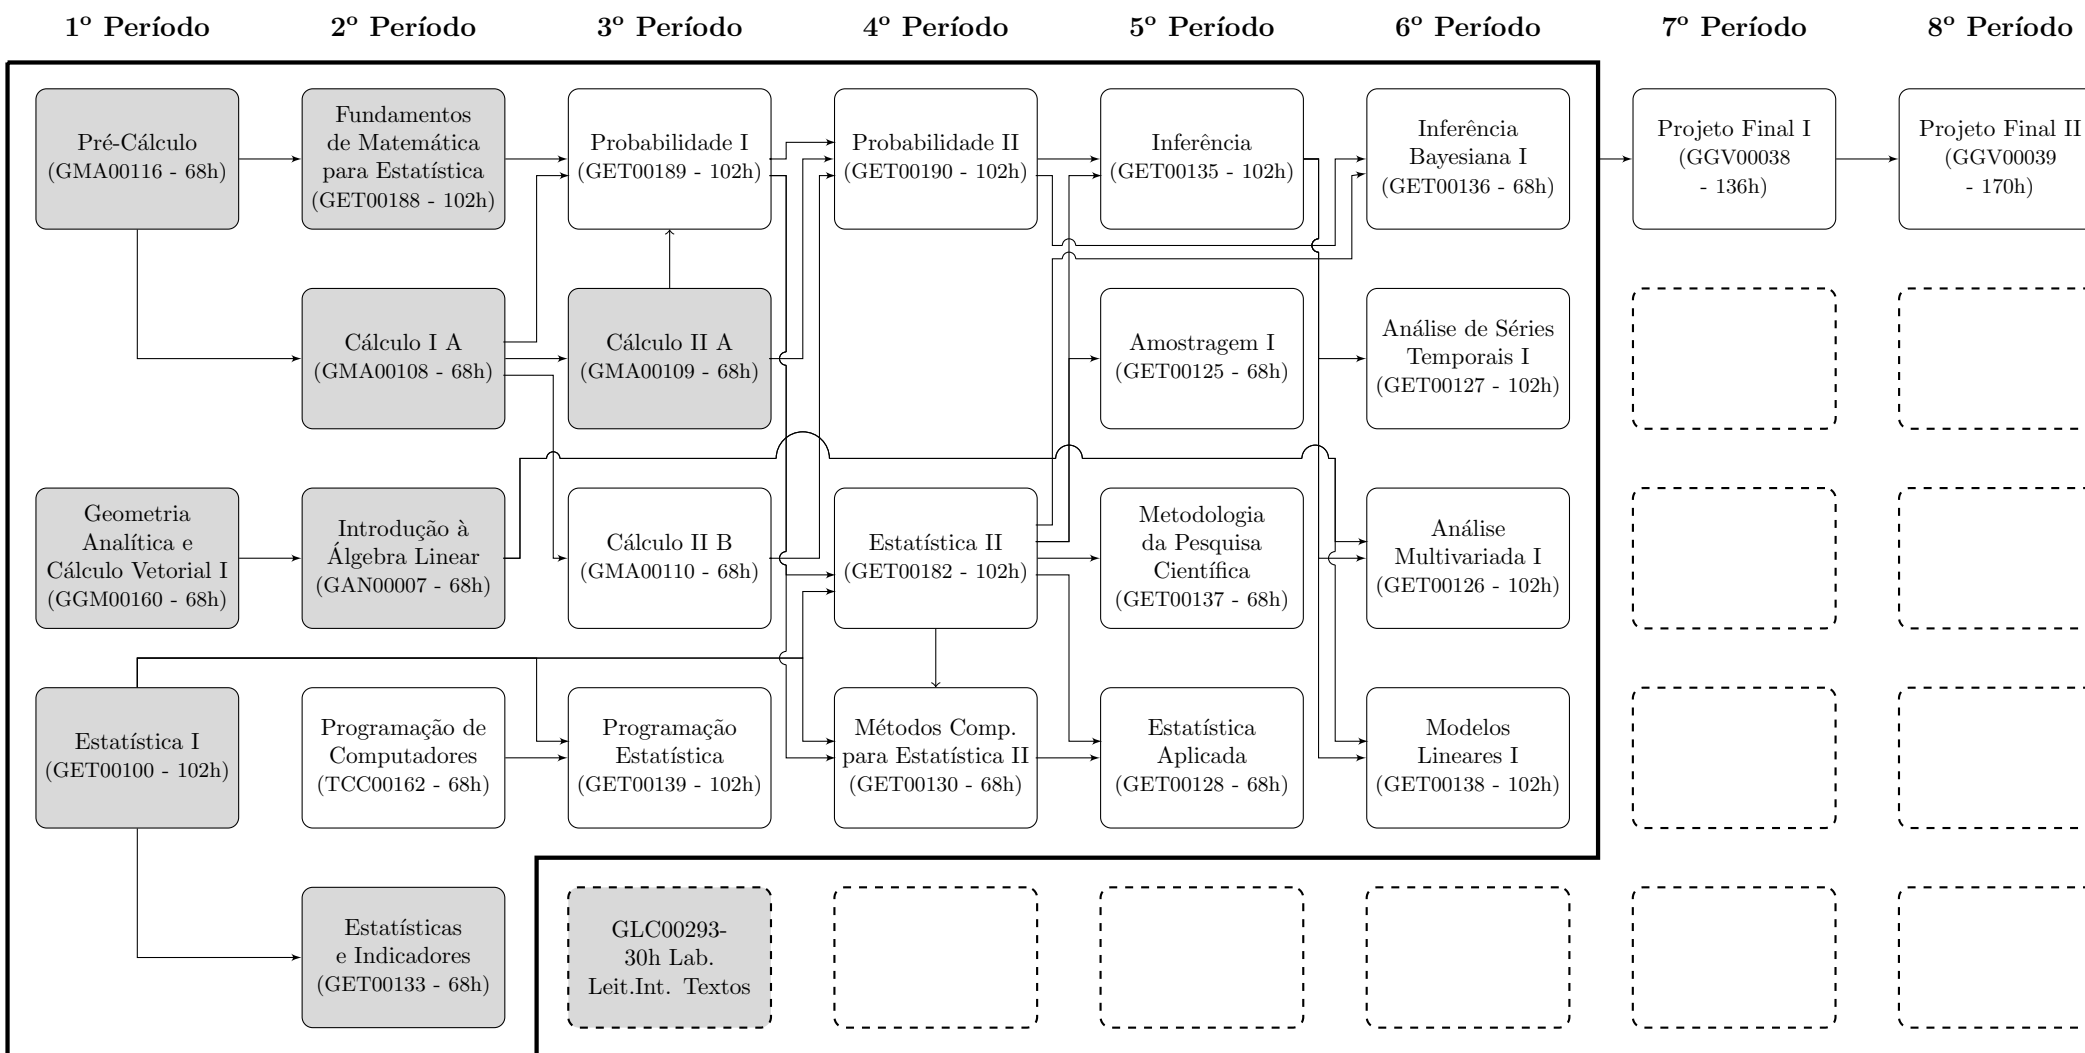 1º Período
2º Período
3º Período
4º Período
5º Período
6º Período
7º Período
8º Período
Pré-Cálculo
(GMA00116 - 68h)
Fundamentos
de Matemática
para Estatística
(GET00188 - 102h)
Probabilidade I
(GET00189 - 102h)
Probabilidade II
(GET00190 - 102h)
Inferência
(GET00135 - 102h)
Inferência
Bayesiana I
(GET00136 - 68h)
Projeto Final I
(GGV00038
- 136h)
Projeto Final II
(GGV00039
- 170h)
Cálculo I A
(GMA00108 - 68h)
Cálculo II A
(GMA00109 - 68h)
Amostragem I
(GET00125 - 68h)
Análise de Séries
Temporais I
(GET00127 - 102h)
Geometria
Analítica e
Cálculo Vetorial I
(GGM00160 - 68h)
Introdução à
Álgebra Linear
(GAN00007 - 68h)
Cálculo II B
(GMA00110 - 68h)
Estatística II
(GET00182 - 102h)
Metodologia
da Pesquisa
Científica
(GET00137 - 68h)
Análise
Multivariada I
(GET00126 - 102h)
Estatística I
(GET00100 - 102h)
Programação de
Computadores
(TCC00162 - 68h)
Programação
Estatística
(GET00139 - 102h)
Métodos Comp.
para Estatística II
(GET00130 - 68h)
Estatística
Aplicada
(GET00128 - 68h)
Modelos
Lineares I
(GET00138 - 102h)
Estatísticas
e Indicadores
(GET00133 - 68h)
GLC00293-
30h Lab.
Leit.Int. Textos